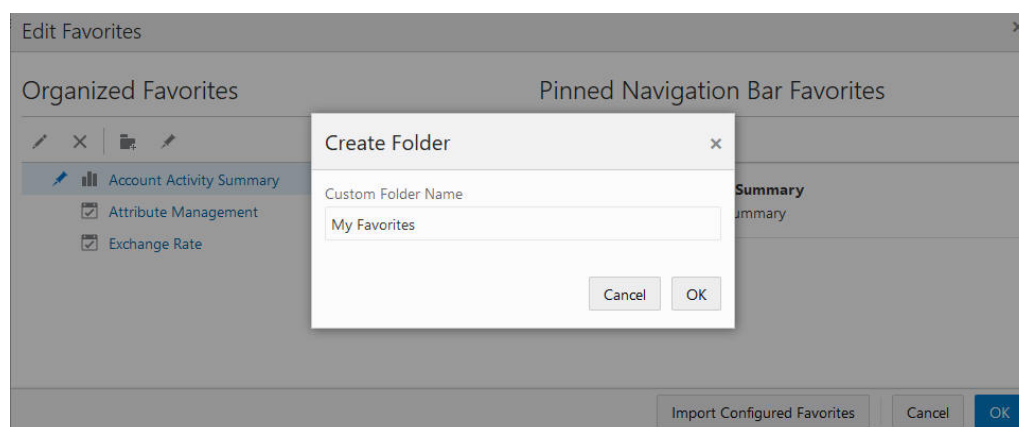 Edit Favorites
Organized Favorites
Pinned Navigation Bar Favorites
Create Folder
Custom Folder Name
My Favorites
Cancel OK
Account Activity Summary
Attribute Management
Exchange Rate
Summary
ummary
Import Configured Favorites Cancel OK